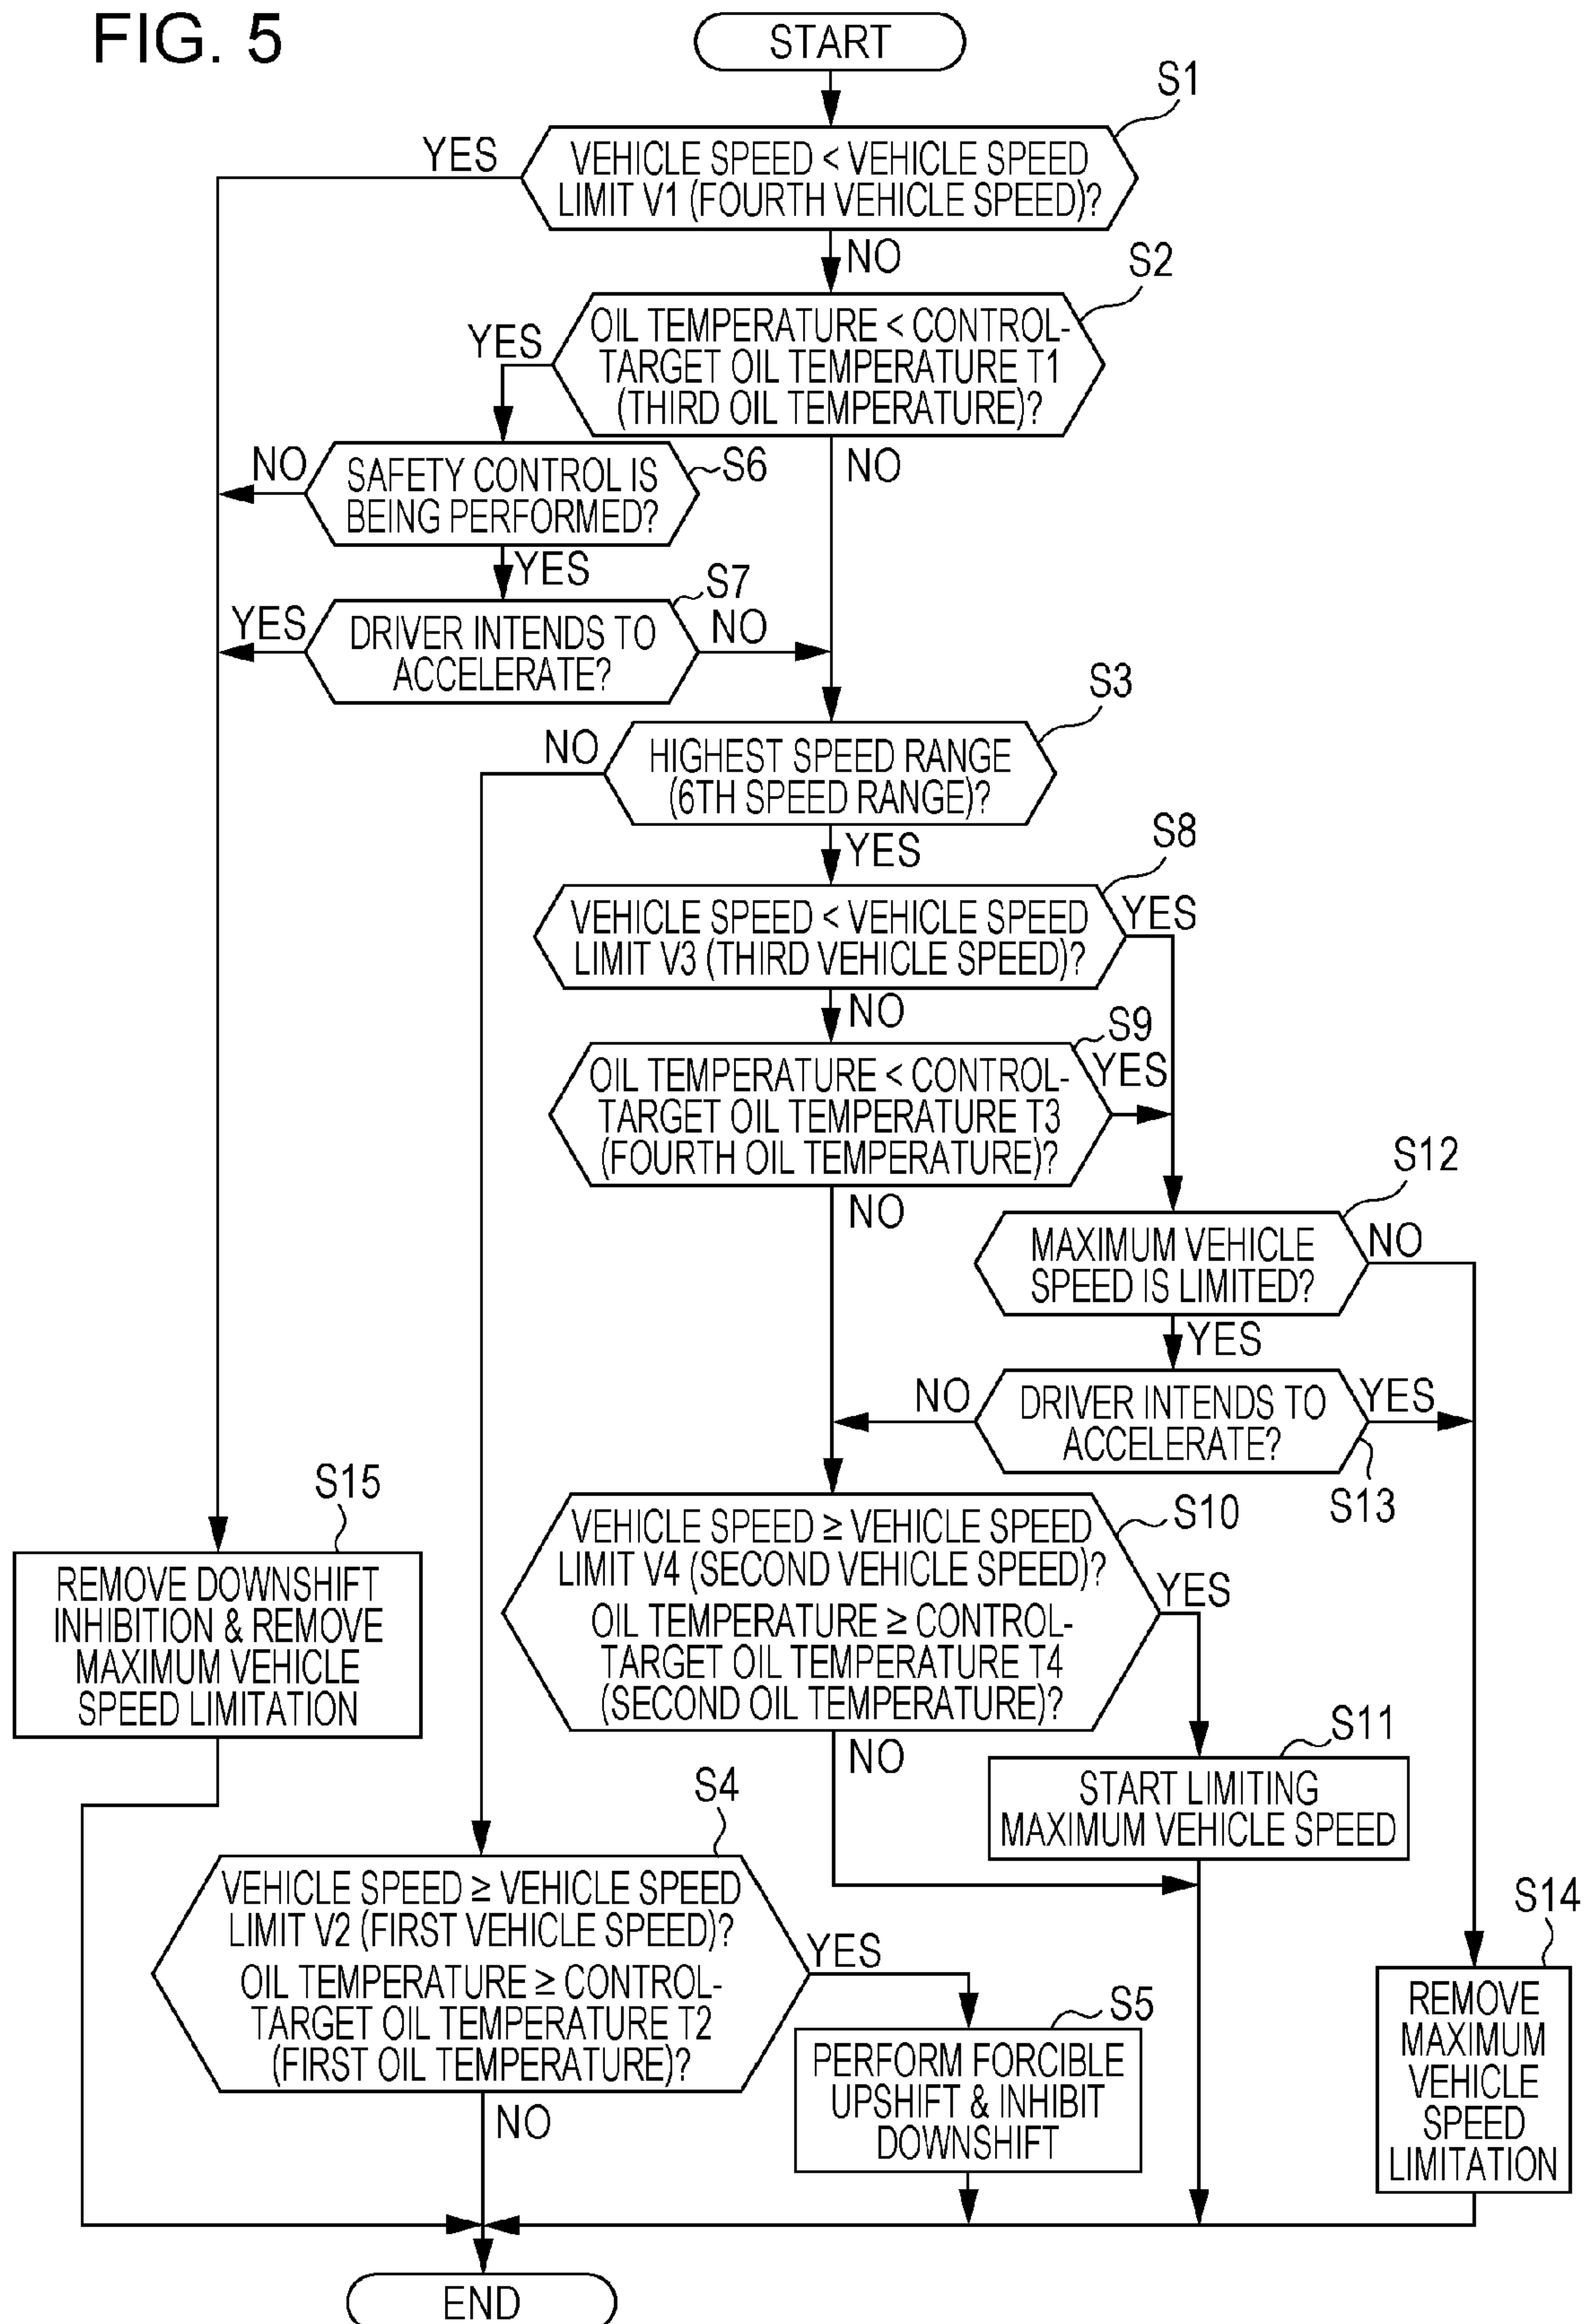 FIG. 5
START
S1
YES
VEHICLE SPEED < VEHICLE SPEED
LIMIT V1 (FOURTH VEHICLE SPEED)?
NO
S2
YES
OIL TEMPERATURE < CONTROL-
TARGET OIL TEMPERATURE T1
(THIRD OIL TEMPERATURE)?
NO
NO
SAFETY CONTROL IS
BEING PERFORMED?
S6
YES
S7
YES
DRIVER INTENDS TO
ACCELERATE?
NO
S3
NO
HIGHEST SPEED RANGE
(6TH SPEED RANGE)?
YES
S8
VEHICLE SPEED < VEHICLE SPEED
LIMIT V3 (THIRD VEHICLE SPEED)?
YES
NO
S9
OIL TEMPERATURE < CONTROL-
TARGET OIL TEMPERATURE T3
(FOURTH OIL TEMPERATURE)?
YES
NO
S12
MAXIMUM VEHICLE
SPEED IS LIMITED?
NO
YES
NO
DRIVER INTENDS TO
ACCELERATE?
YES
S13
S15
REMOVE DOWNSHIFT
INHIBITION & REMOVE
MAXIMUM VEHICLE
SPEED LIMITATION
S10
VEHICLE SPEED ≥ VEHICLE SPEED
LIMIT V4 (SECOND VEHICLE SPEED)?
OIL TEMPERATURE ≥ CONTROL-
TARGET OIL TEMPERATURE T4
(SECOND OIL TEMPERATURE)?
YES
NO
S11
START LIMITING
MAXIMUM VEHICLE SPEED
S4
VEHICLE SPEED ≥ VEHICLE SPEED
LIMIT V2 (FIRST VEHICLE SPEED)?
OIL TEMPERATURE ≥ CONTROL-
TARGET OIL TEMPERATURE T2
(FIRST OIL TEMPERATURE)?
YES
NO
S5
PERFORM FORCIBLE
UPSHIFT & INHIBIT
DOWNSHIFT
S14
REMOVE
MAXIMUM
VEHICLE
SPEED
LIMITATION
END